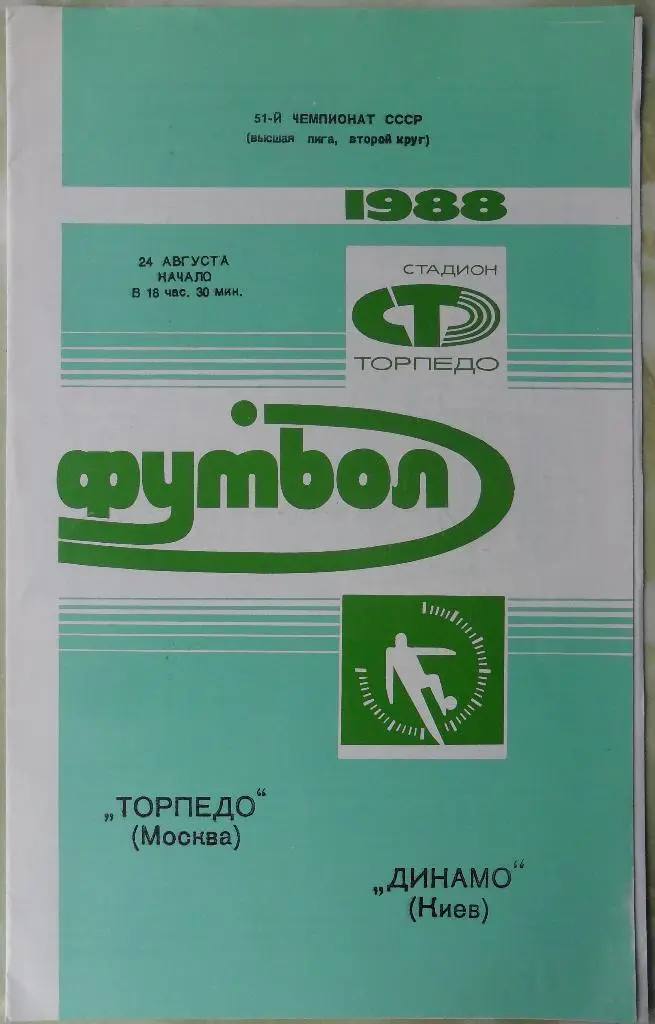 51-Й ЧЕМПИОНАТ СССР
(высшая лига, второй круг)
1988
24 АВГУСТА
НАЧАЛО
В 18 час. 30 мин.
СТАДИОН
СТ
ТОРПЕДО
футбол
„ТОРПЕДО“
(Москва)
„ДИНАМО“
(Киев)